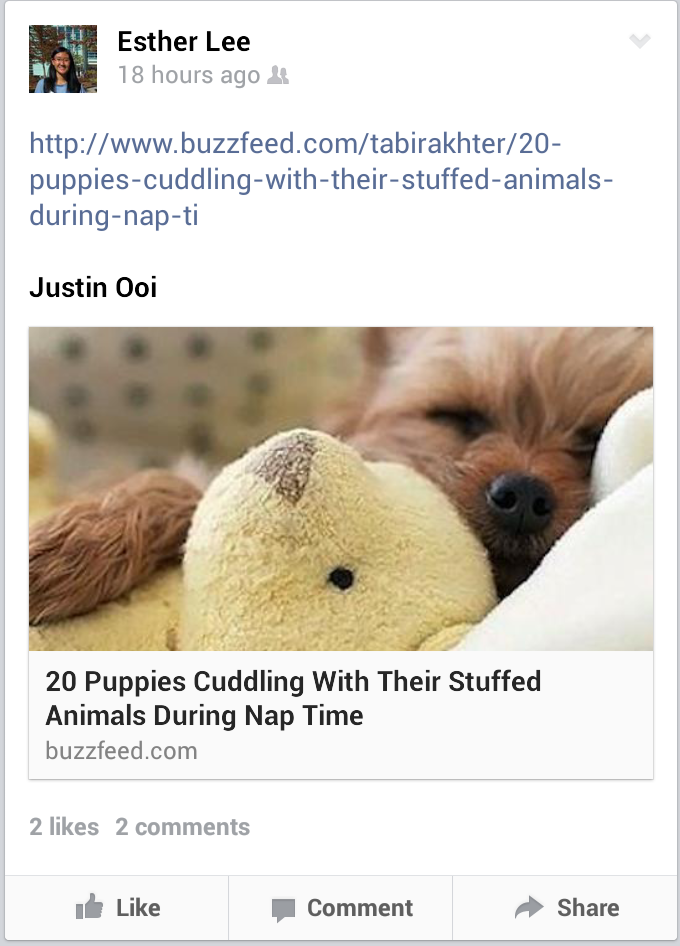 Esther Lee
18 hours ago
http://www.buzzfeed.com/tabirakhter/20-
puppies-cuddling-with-their-stuffed-animals-
during-nap-ti
Justin Ooi
20 Puppies Cuddling With Their Stuffed
Animals During Nap Time
buzzfeed.com
2 likes 2 comments
Like Comment Share